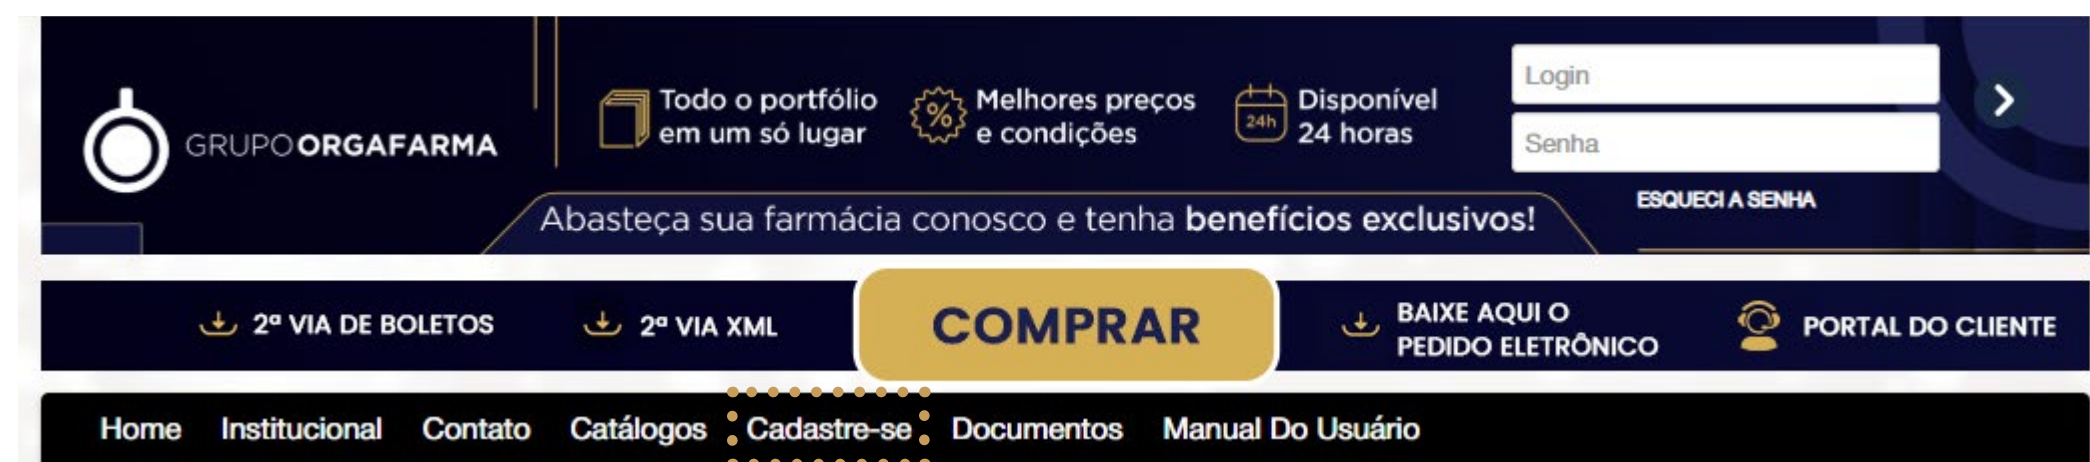 GRUPO ORGAFARMA
Todo o portfólio
em um só lugar
%
Melhores preços
e condições
24h
Disponível
24 horas
Login
Senha
ESQUECI A SENHA
Abasteça sua farmácia conosco e tenha benefícios exclusivos!
2ª VIA DE BOLETOS
2ª VIA XML
COMPRAR
BAIXE AQUI O
PEDIDO ELETRÔNICO
PORTAL DO CLIENTE
Home Institucional Contato Catálogos Cadastre-se Documentos Manual Do Usuário